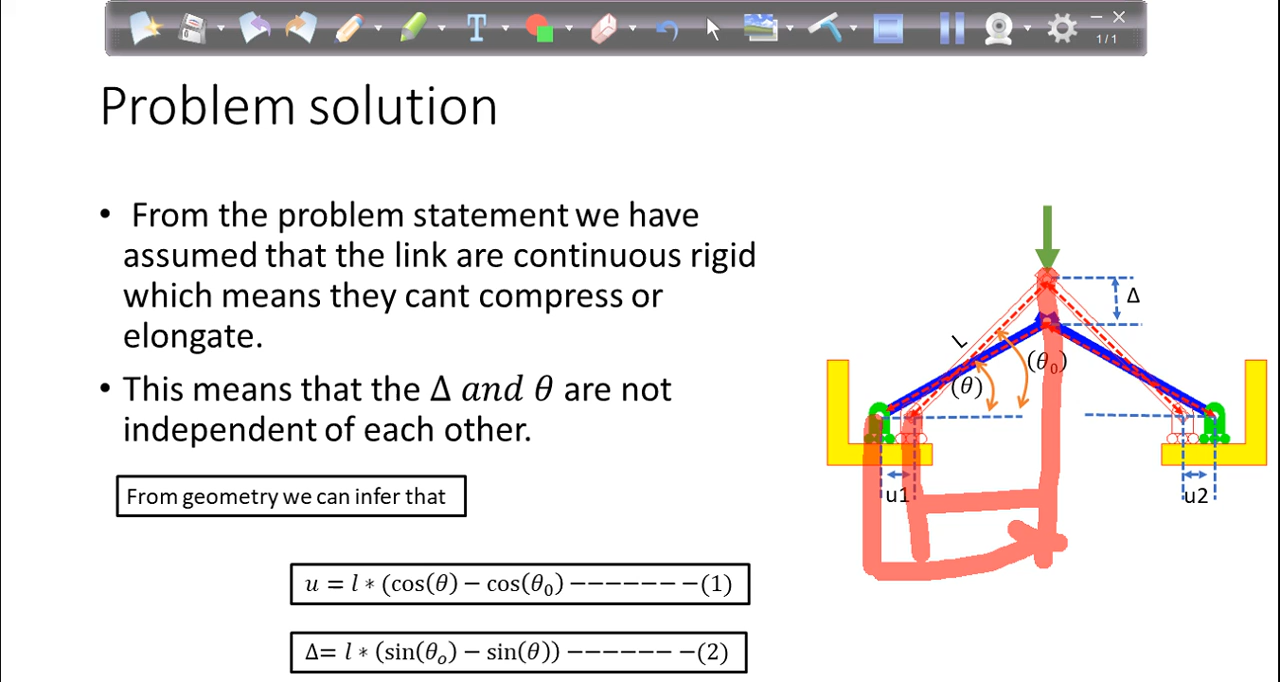 1/1
Problem solution
• From the problem statement we have
assumed that the link are continuous rigid
which means they cant compress or
elongate.
• This means that the Δ and θ are not
independent of each other.
From geometry we can infer that
u = l * (cos(θ) − cos(θ₀) −−−−−−−(1)
Δ= l * (sin(θₒ) − sin(θ)) −−−−−−−(2)
Δ
L
(θ₀)
(θ)
u1
u2